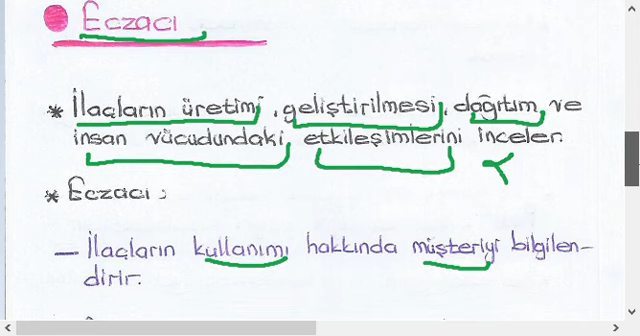 Eczacı
* İlaçların üretimi, geliştirilmesi, dağıtım ve
insan vücudundaki etkileşimlerini inceler.
* Eczacı:
— İlaçların kullanımı hakkında müşteriyi bilgilen-
dirir.